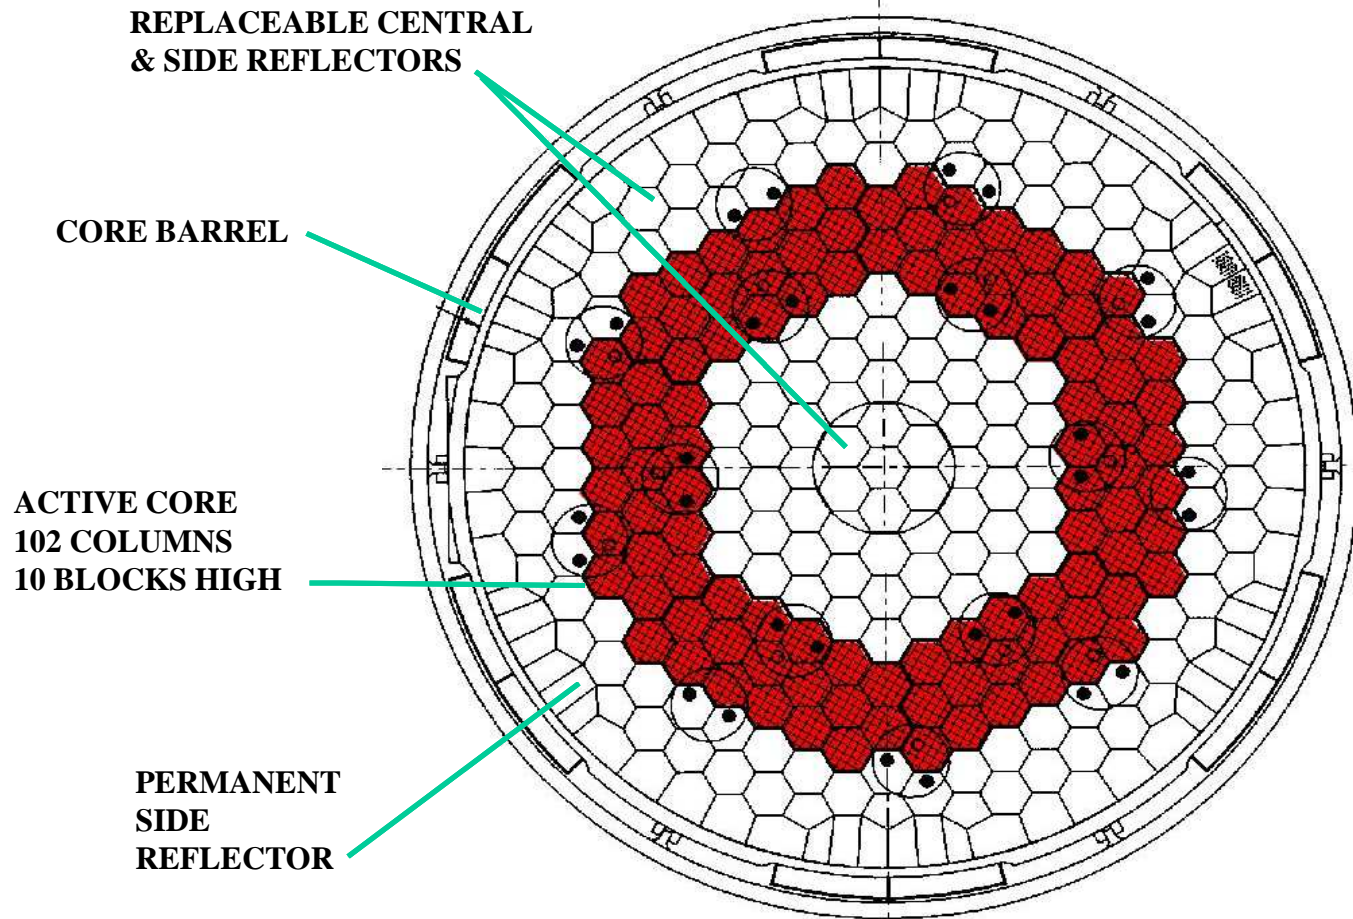 REPLACEABLE CENTRAL
& SIDE REFLECTORS
CORE BARREL
ACTIVE CORE
102 COLUMNS
10 BLOCKS HIGH
PERMANENT
SIDE
REFLECTOR